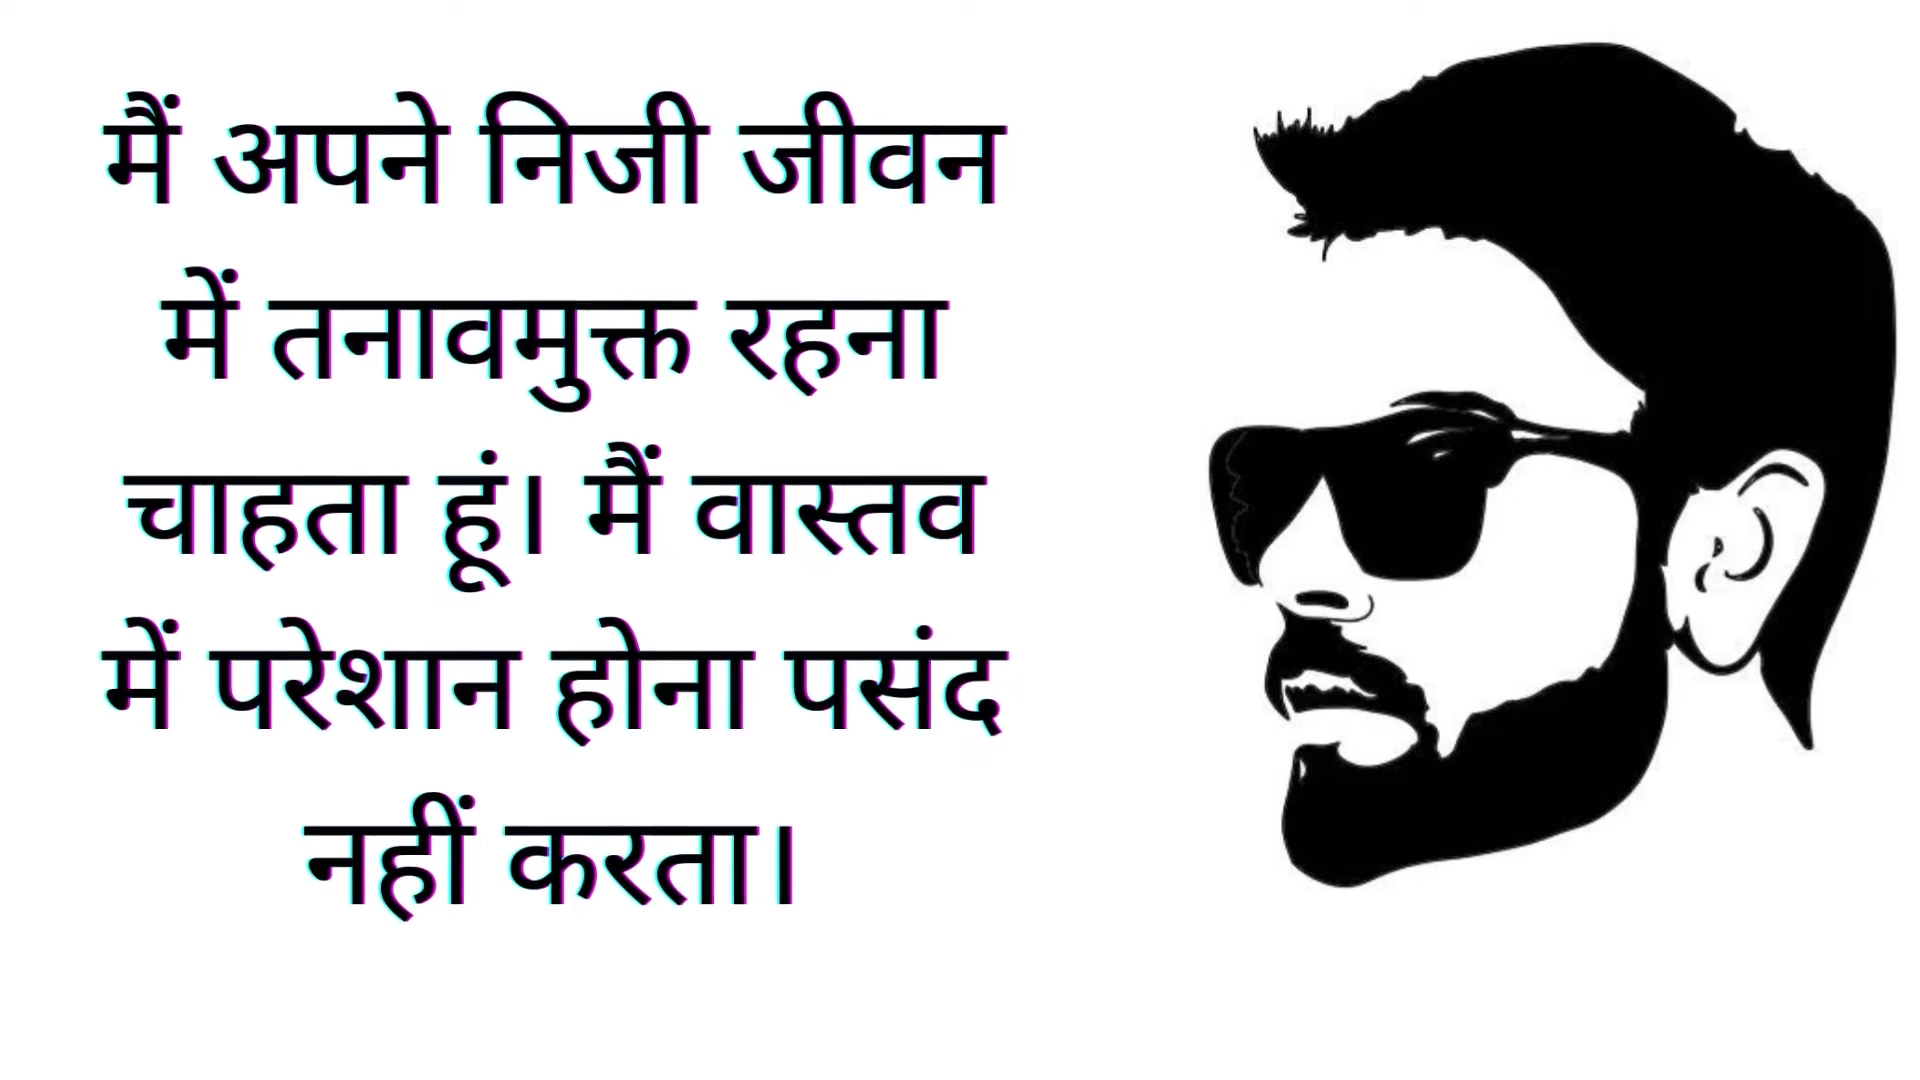 मैं अपने निजी जीवन
में तनावमुक्त रहना
चाहता हूं। मैं वास्तव
में परेशान होना पसंद
नहीं करता।